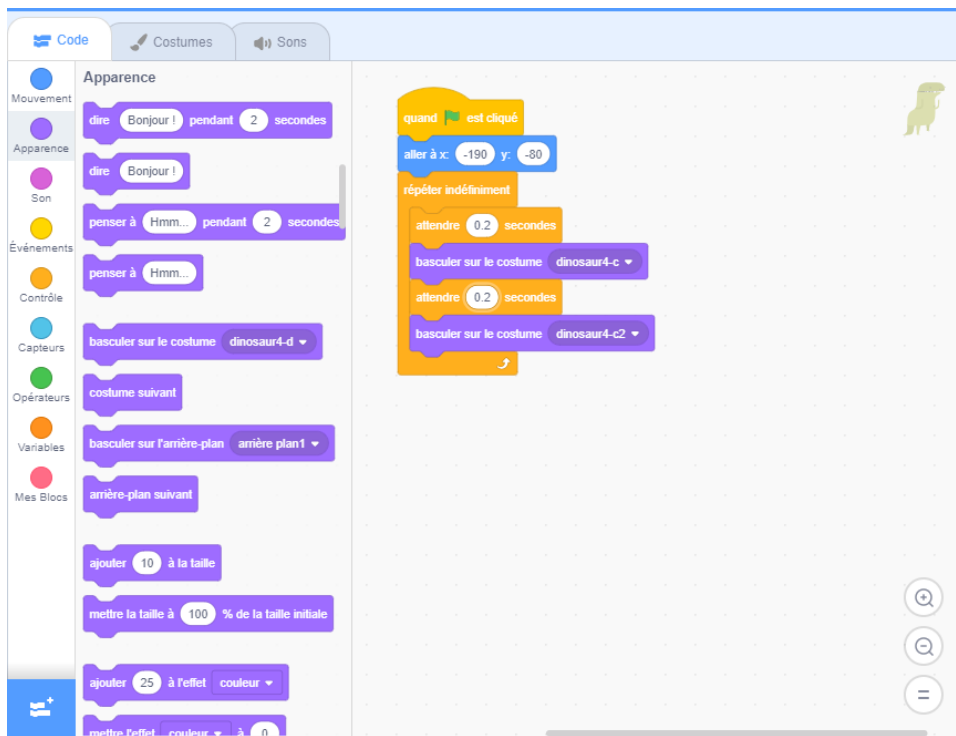 Code Costumes Sons
Mouvement
Apparence
Son
Événements
Contrôle
Capteurs
Opérateurs
Variables
Mes Blocs
Apparence
dire Bonjour ! pendant 2 secondes
dire Bonjour !
penser à Hmm... pendant 2 secondes
penser à Hmm...
basculer sur le costume dinosaur4-d
costume suivant
basculer sur l'arrière-plan arrière plan1
arrière-plan suivant
ajouter 10 à la taille
mettre la taille à 100 % de la taille initiale
ajouter 25 à l'effet couleur
mettre l'effet couleur à 0
quand est cliqué
aller à x: -190 y: -80
répéter indéfiniment
attendre 0.2 secondes
basculer sur le costume dinosaur4-c
attendre 0.2 secondes
basculer sur le costume dinosaur4-c2